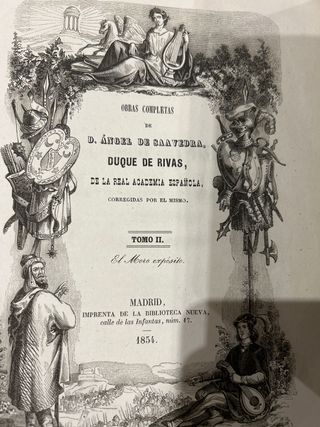 OBRAS COMPLETAS
DE
D. ÁNGEL DE SAAVEDRA,
DUQUE DE RIVAS,
DE LA REAL ACADEMIA ESPAÑOLA,
CORREGIDAS POR EL MISMO.
TOMO II.
El Moro expósito.
MADRID,
IMPRENTA DE LA BIBLIOTECA NUEVA,
calle de las Infantas, núm. 17.
1854.